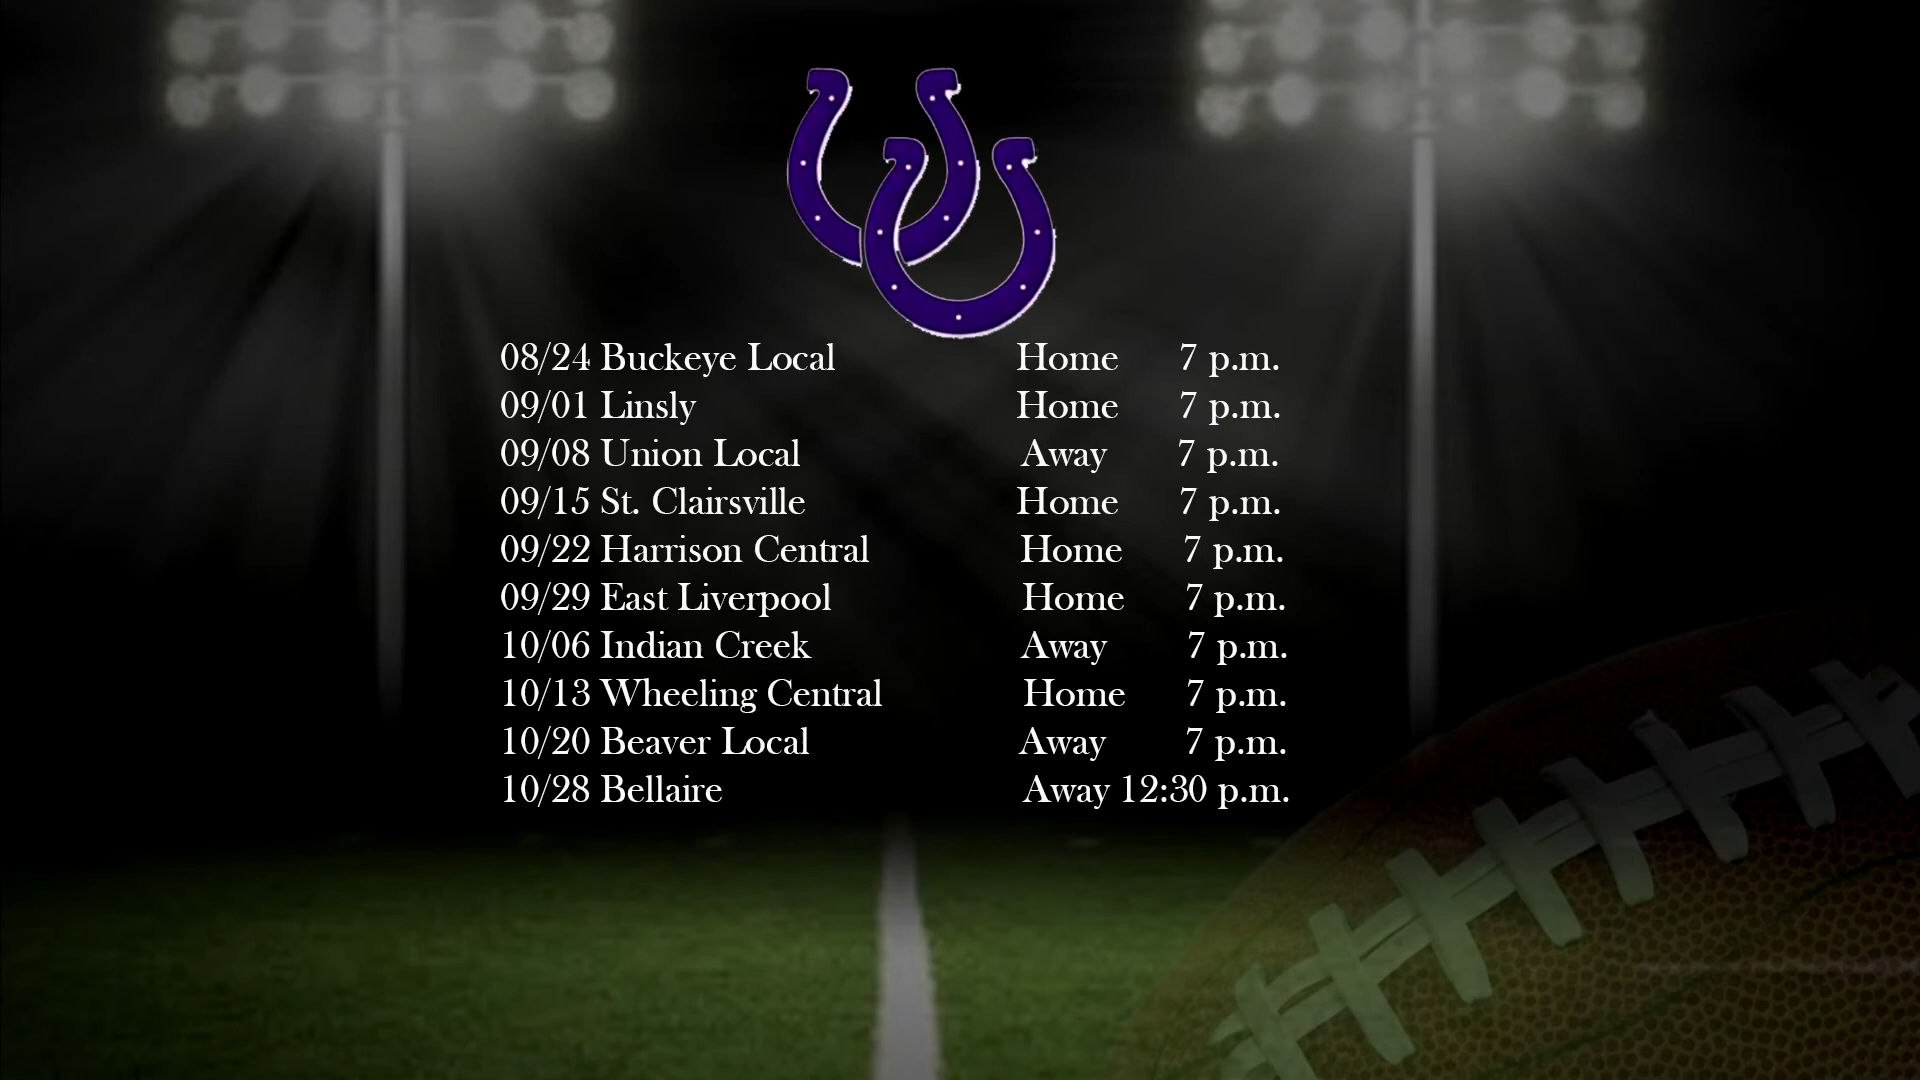 08/24 Buckeye Local Home 7 p.m.
09/01 Linsly Home 7 p.m.
09/08 Union Local Away 7 p.m.
09/15 St. Clairsville Home 7 p.m.
09/22 Harrison Central Home 7 p.m.
09/29 East Liverpool Home 7 p.m.
10/06 Indian Creek Away 7 p.m.
10/13 Wheeling Central Home 7 p.m.
10/20 Beaver Local Away 7 p.m.
10/28 Bellaire Away 12:30 p.m.